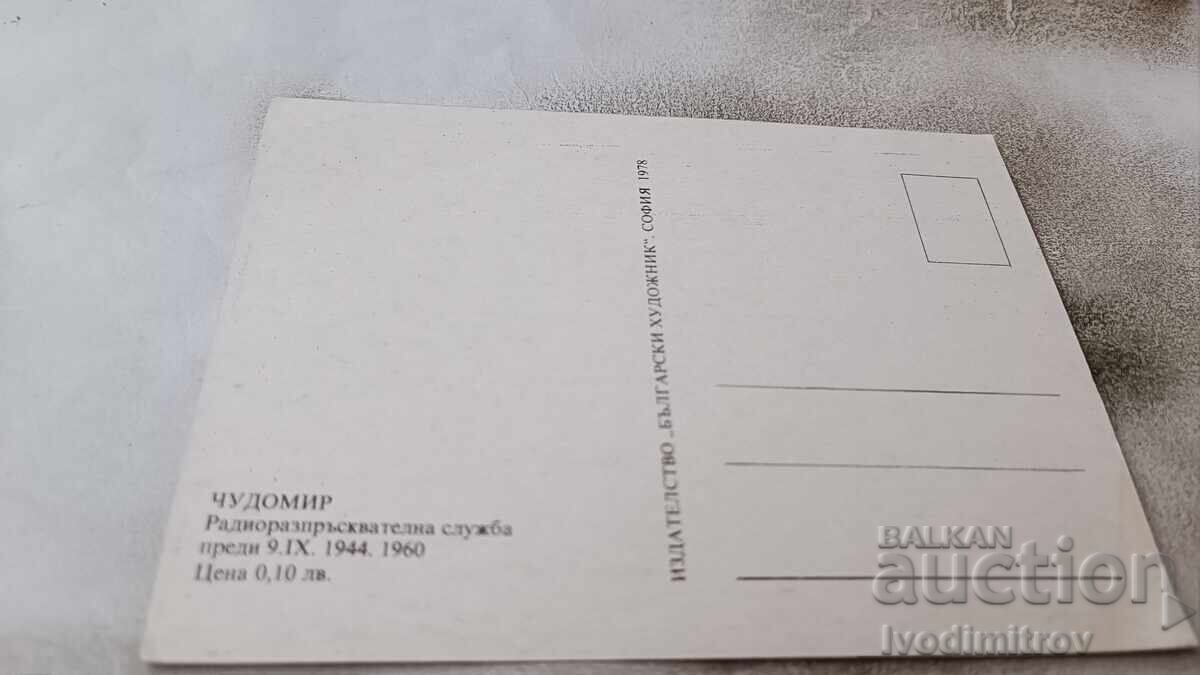 ЧУДОМИР
Радиоразпръсквателна служба
преди 9.IX. 1944. 1960
Цена 0,10 лв.
ИЗДАТЕЛСТВО „БЪЛГАРСКИ ХУДОЖНИК“. СОФИЯ 1978
BALKAN
auction
Ivodimitrov